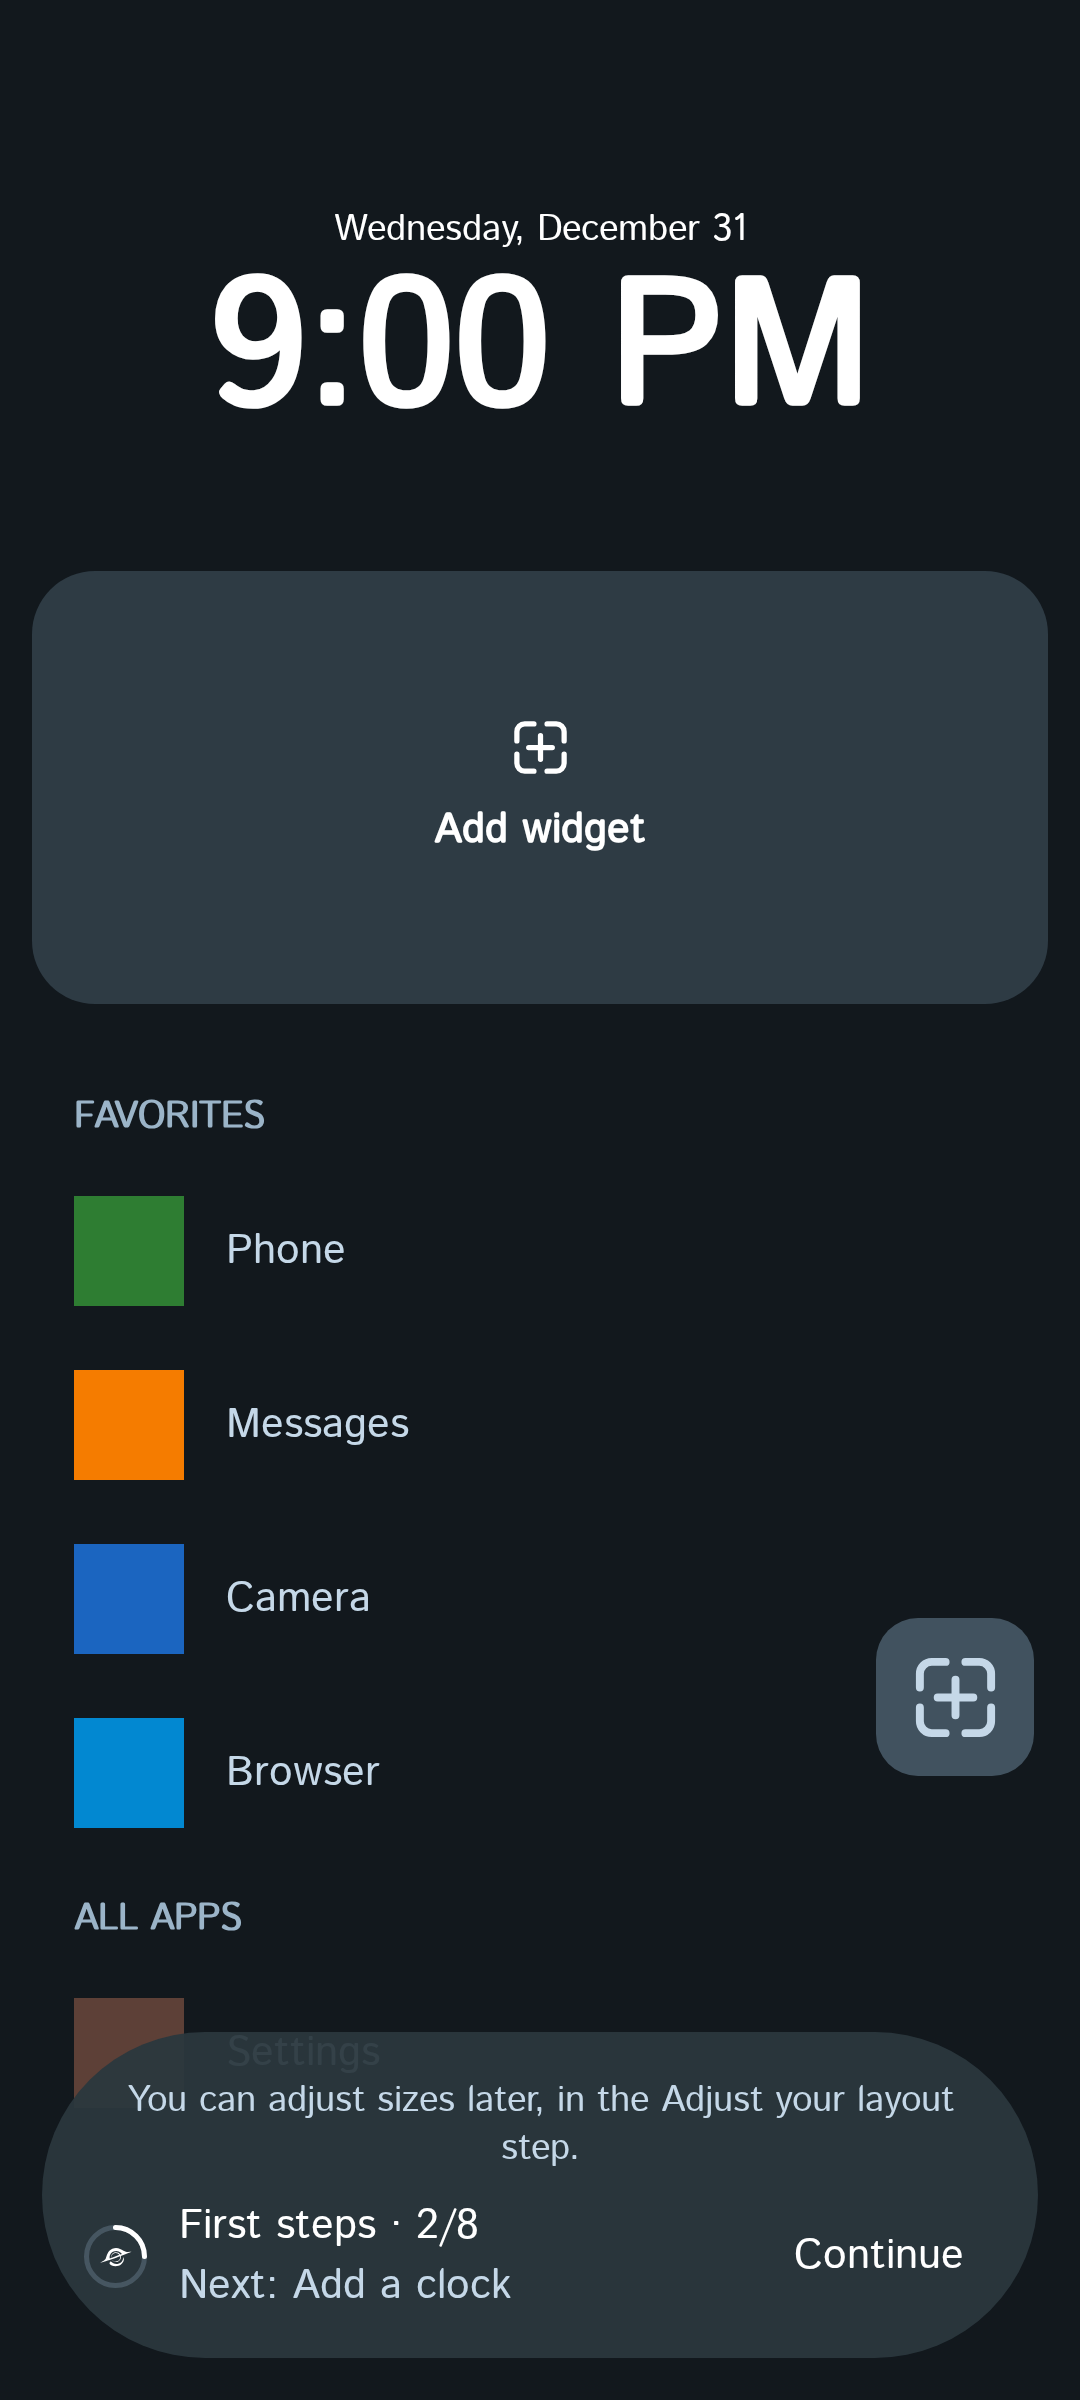 Wednesday, December 31
9:00 PM
Add widget
FAVORITES
Phone
Messages
Camera
Browser
ALL APPS
Settings
You can adjust sizes later, in the Adjust your layout
step.
First steps · 2/8
Next: Add a clock
Continue